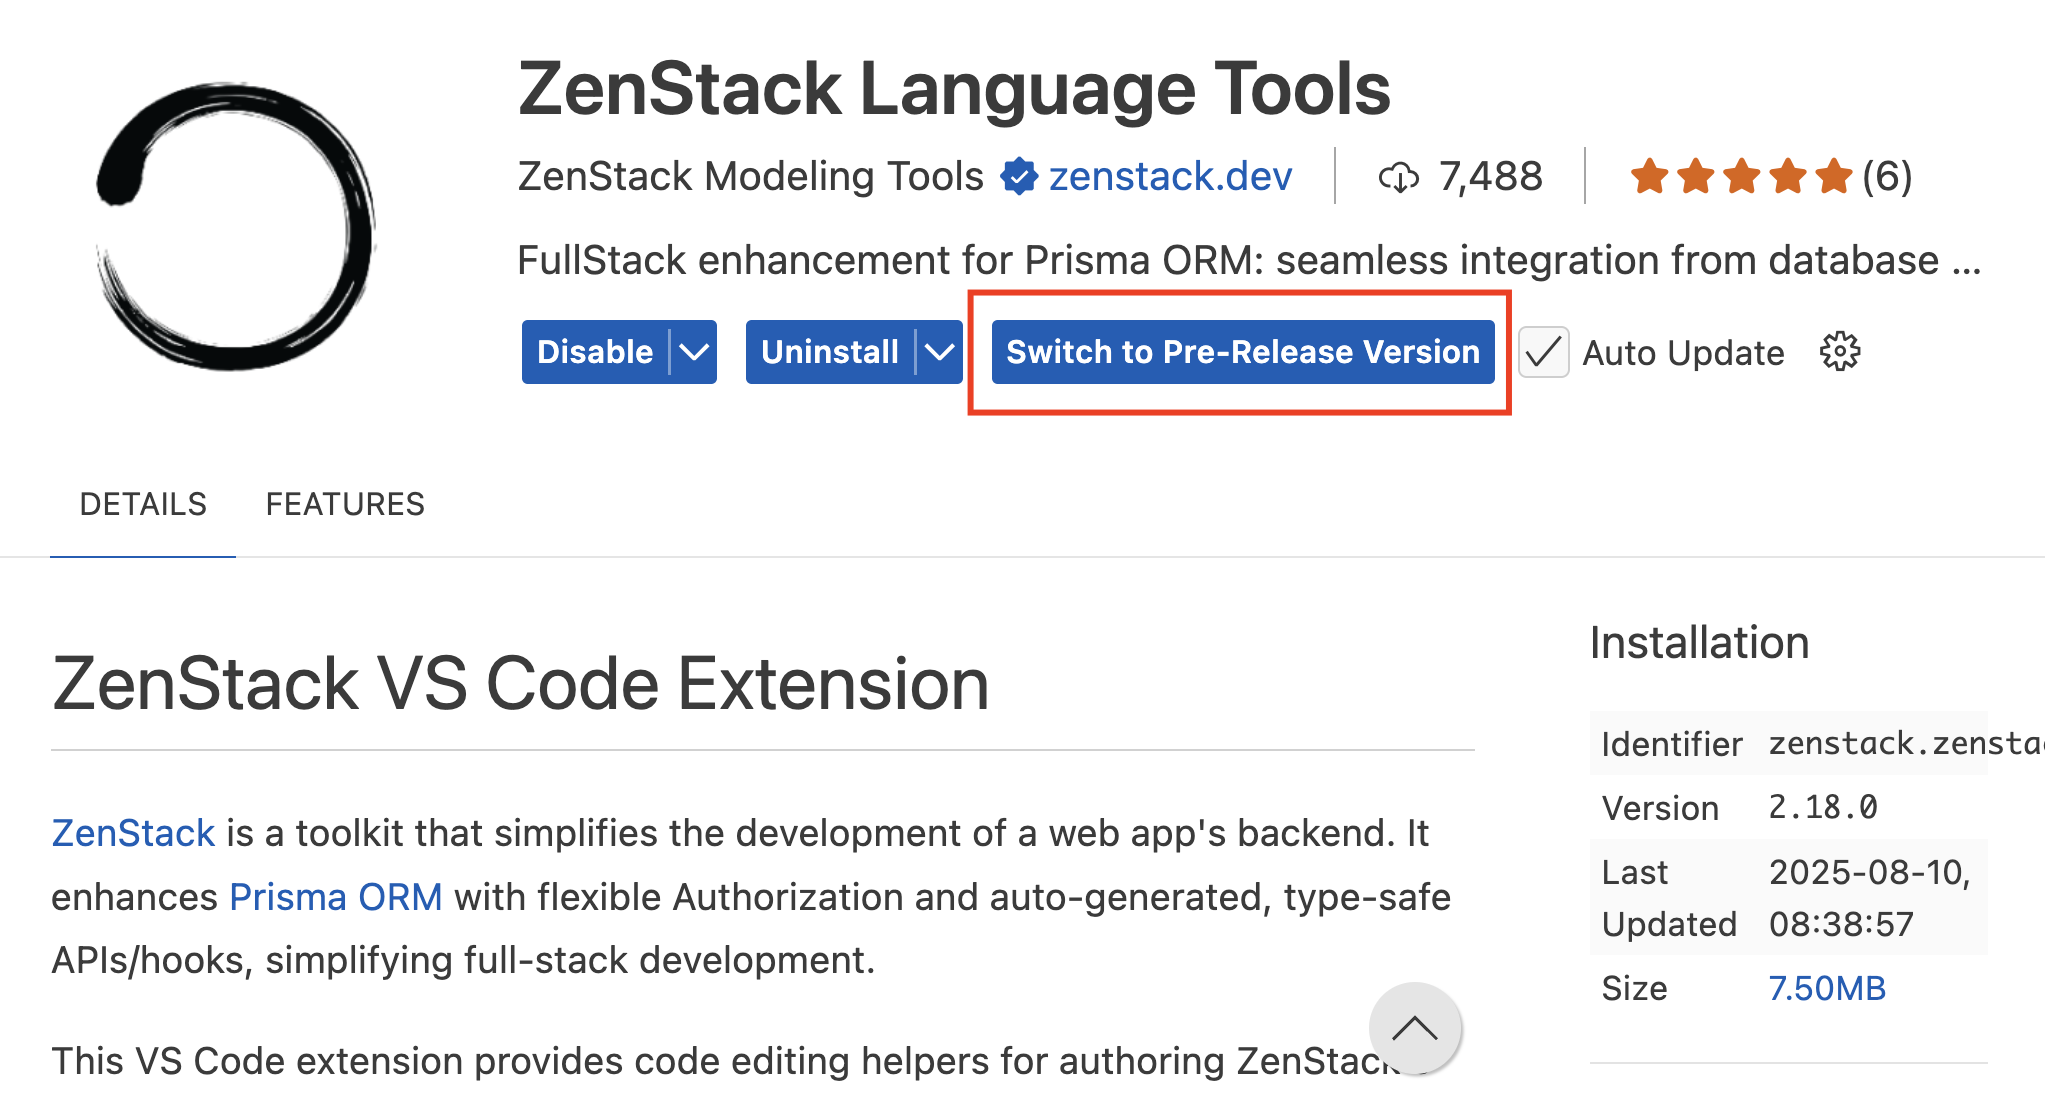 ZenStack Language Tools
ZenStack Modeling Tools zenstack.dev 7,488 (6)
FullStack enhancement for Prisma ORM: seamless integration from database ...
Disable Uninstall Switch to Pre-Release Version Auto Update
DETAILS FEATURES
ZenStack VS Code Extension
ZenStack is a toolkit that simplifies the development of a web app's backend. It
enhances Prisma ORM with flexible Authorization and auto-generated, type-safe
APIs/hooks, simplifying full-stack development.
This VS Code extension provides code editing helpers for authoring ZenStack
Installation
Identifier zenstack.zensta
Version 2.18.0
Last 2025-08-10,
Updated 08:38:57
Size 7.50MB